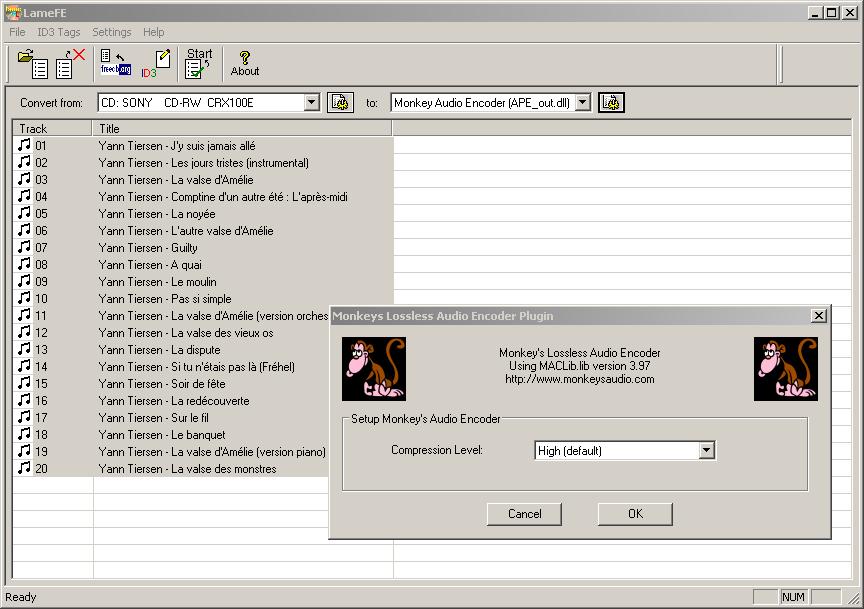 LameFE
File ID3 Tags Settings Help
freedb.org ID3 Start About
Convert from: CD: SONY CD-RW CRX100E to: Monkey Audio Encoder (APE_out.dll)
Track Title
01 Yann Tiersen - J'y suis jamais allé
02 Yann Tiersen - Les jours tristes (instrumental)
03 Yann Tiersen - La valse d'Amélie
04 Yann Tiersen - Comptine d'un autre été : L'après-midi
05 Yann Tiersen - La noyée
06 Yann Tiersen - L'autre valse d'Amélie
07 Yann Tiersen - Guilty
08 Yann Tiersen - A quai
09 Yann Tiersen - Le moulin
10 Yann Tiersen - Pas si simple
11 Yann Tiersen - La valse d'Amélie (version orches
12 Yann Tiersen - La valse des vieux os
13 Yann Tiersen - La dispute
14 Yann Tiersen - Si tu n'étais pas là (Fréhel)
15 Yann Tiersen - Soir de fête
16 Yann Tiersen - La redécouverte
17 Yann Tiersen - Sur le fil
18 Yann Tiersen - Le banquet
19 Yann Tiersen - La valse d'Amélie (version piano)
20 Yann Tiersen - La valse des monstres
Monkeys Lossless Audio Encoder Plugin
Monkey's Lossless Audio Encoder
Using MACLib.lib version 3.97
http://www.monkeysaudio.com
Setup Monkey's Audio Encoder
Compression Level: High (default)
Cancel OK
Ready NUM